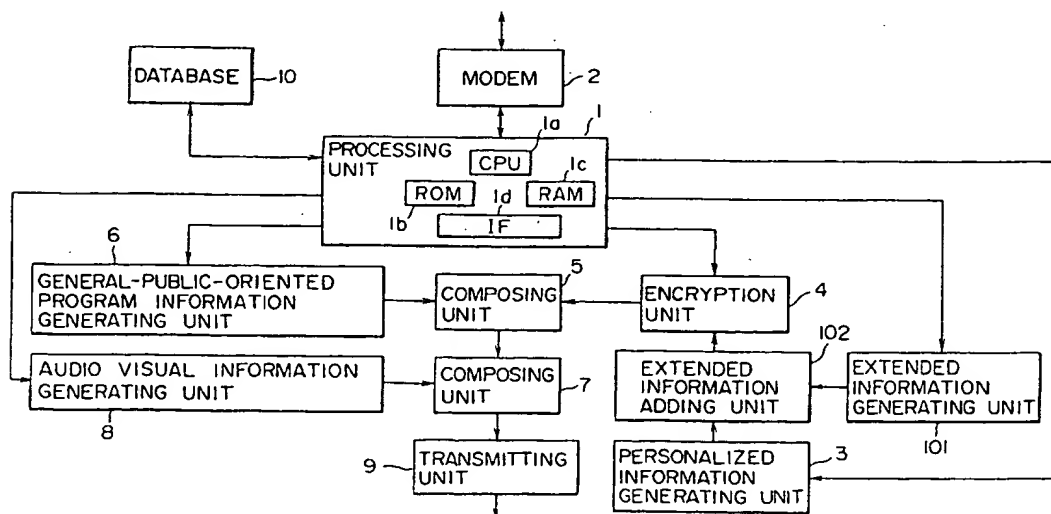 DATABASE
10
MODEM
2
1
PROCESSING
UNIT
1a
CPU
1c
ROM
RAM
1b
1d
IF
6
GENERAL-PUBLIC-ORIENTED
PROGRAM INFORMATION
GENERATING UNIT
5
COMPOSING
UNIT
ENCRYPTION
UNIT
4
AUDIO VISUAL INFORMATION
GENERATING UNIT
8
COMPOSING
UNIT
7
102
EXTENDED
INFORMATION
ADDING UNIT
EXTENDED
INFORMATION
GENERATING UNIT
101
9
TRANSMITTING
UNIT
3
PERSONALIZED
INFORMATION
GENERATING UNIT